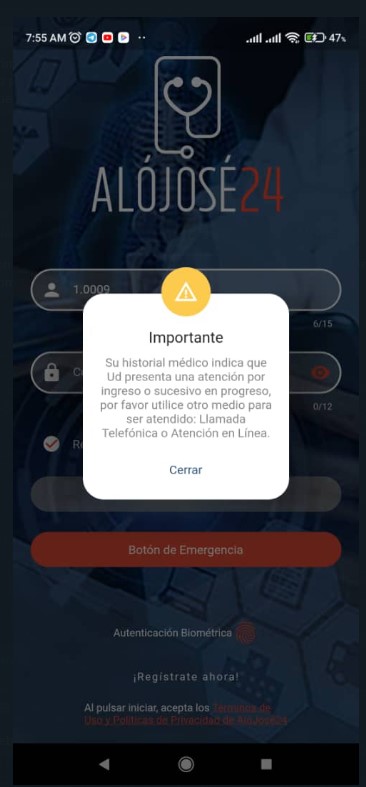 7:55 AM
47%
ALÓJOSÉ24
1.0009
6/15
Importante
Su historial médico indica que
Ud presenta una atención por
ingreso o sucesivo en progreso,
por favor utilice otro medio para
ser atendido: Llamada
Telefónica o Atención en Línea.
0/12
Cerrar
Botón de Emergencia
Autenticación Biométrica
¡Regístrate ahora!
Al pulsar iniciar, acepta los Términos de
Uso y Políticas de Privacidad de AloJosé24